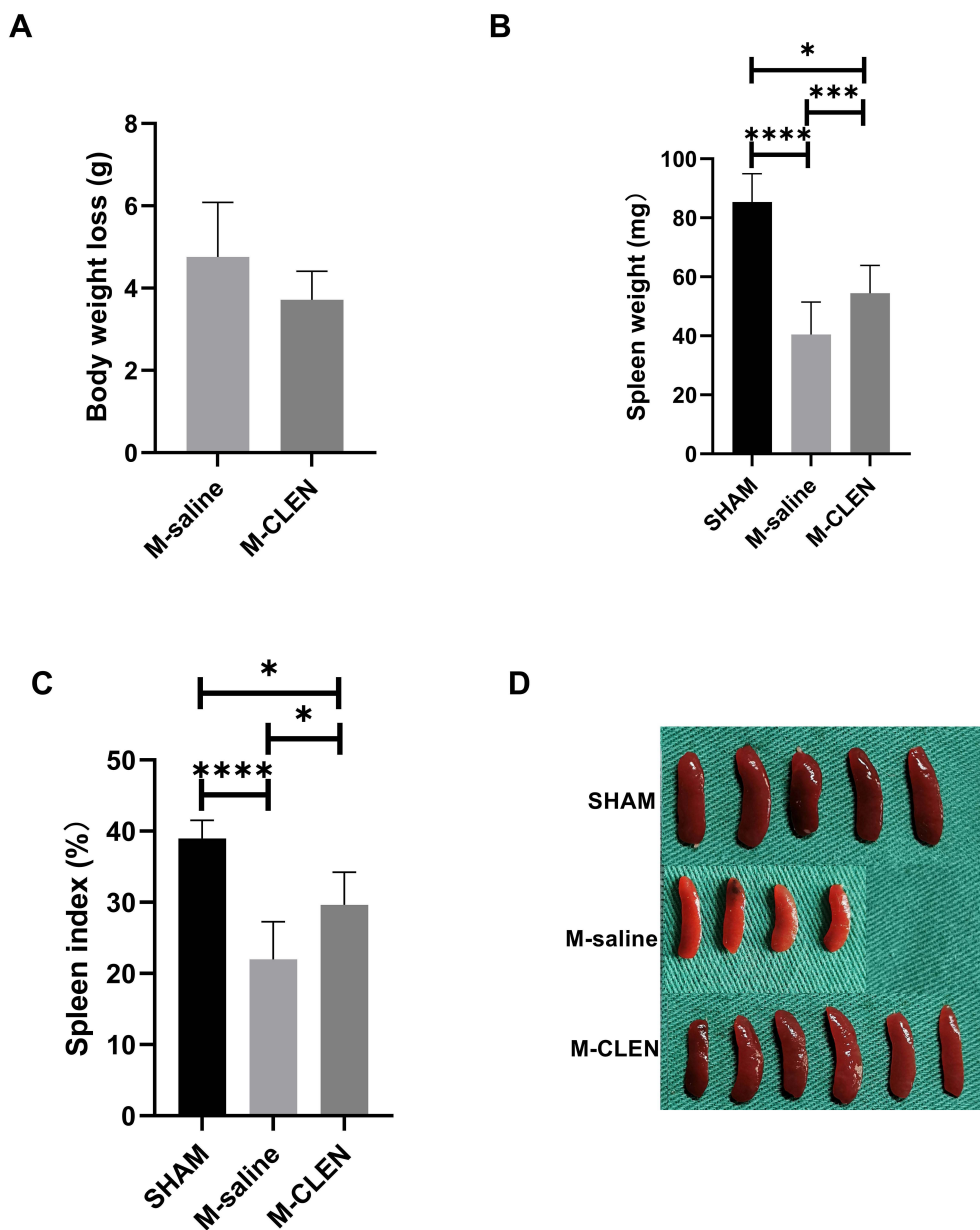 A
Body weight loss (g)
8
6
4
2
0
M-saline
M-CLEN
B
*
***
****
Spleen weight (mg)
100
80
60
40
20
0
SHAM
M-saline
M-CLEN
C
*
*
****
Spleen index (%)
50
40
30
20
10
0
SHAM
M-saline
M-CLEN
D
SHAM
M-saline
M-CLEN